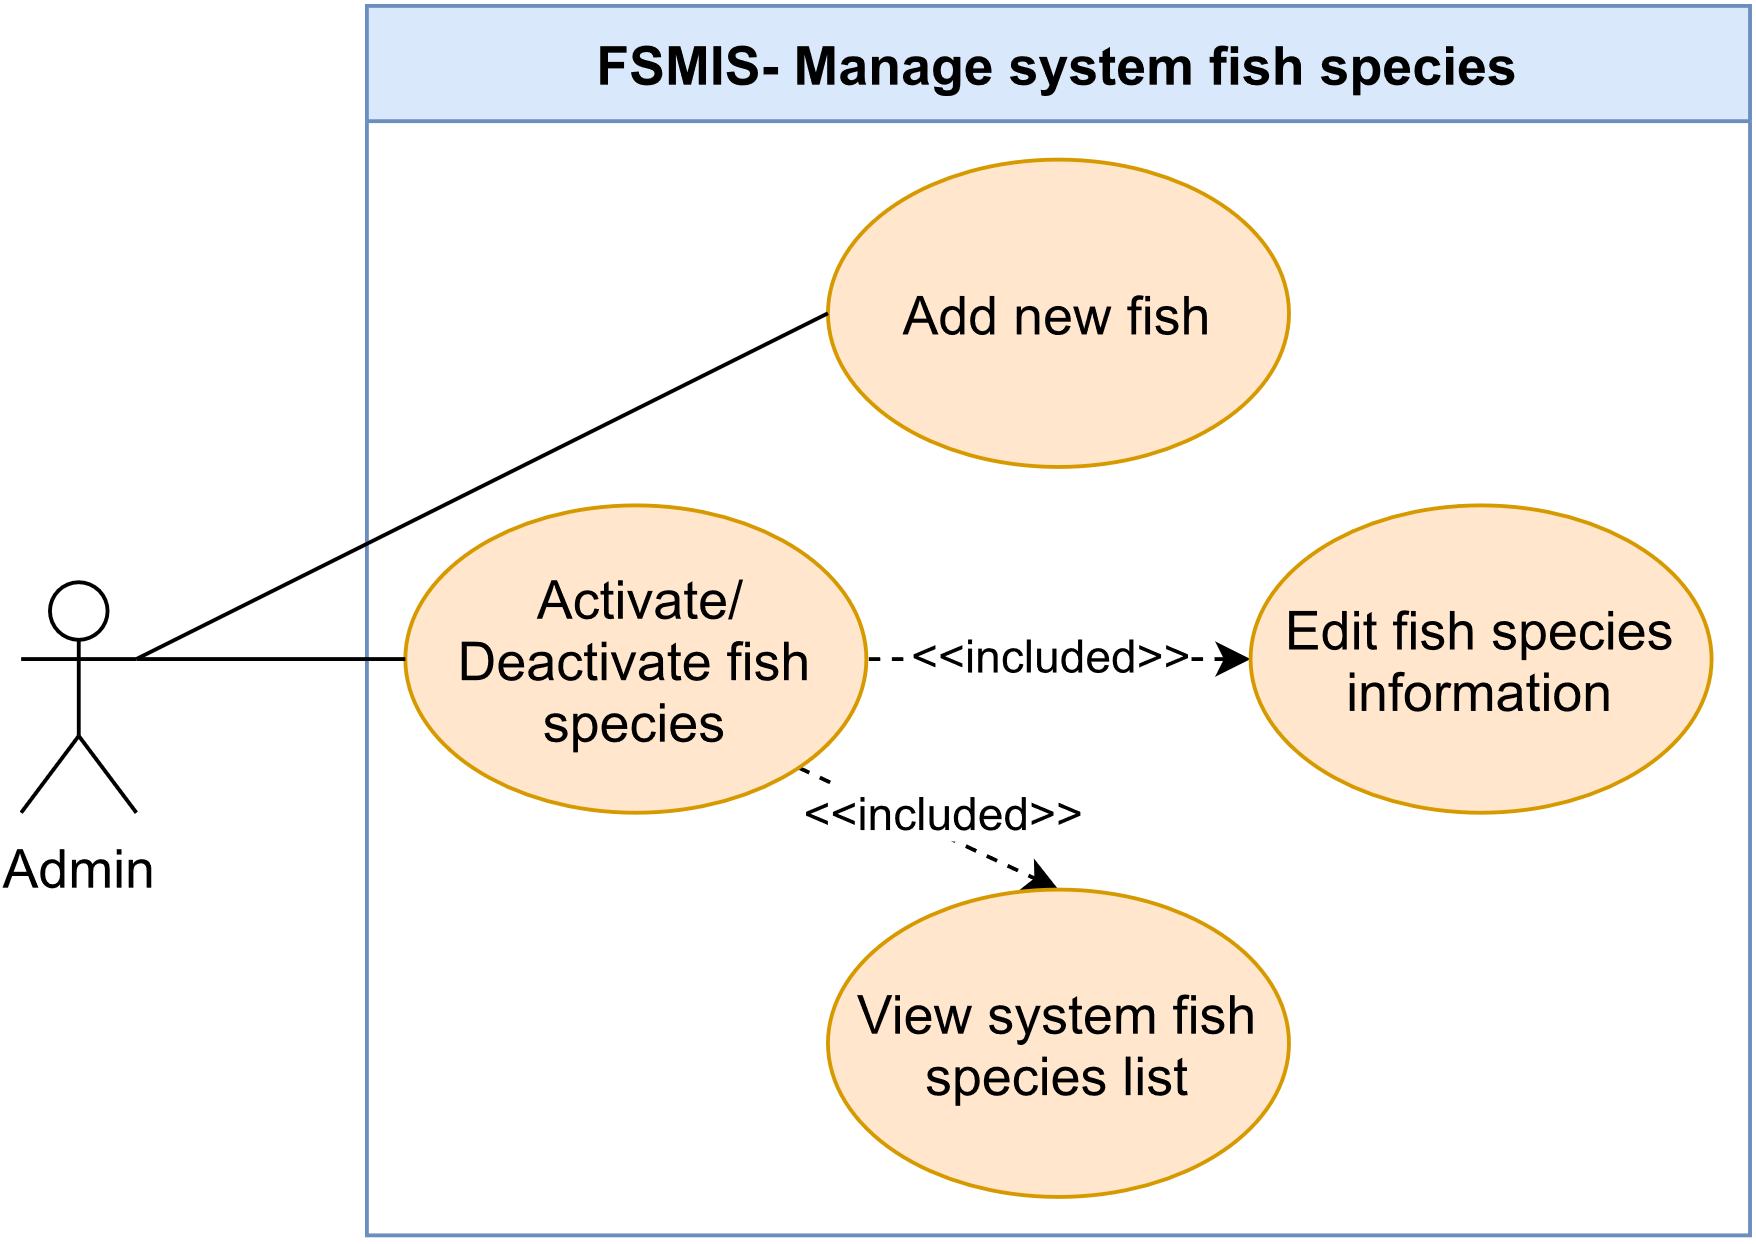 FSMIS- Manage system fish species
Add new fish
Activate/
Deactivate fish
species
<<included>>
Edit fish species
information
<<included>>
Admin
View system fish
species list